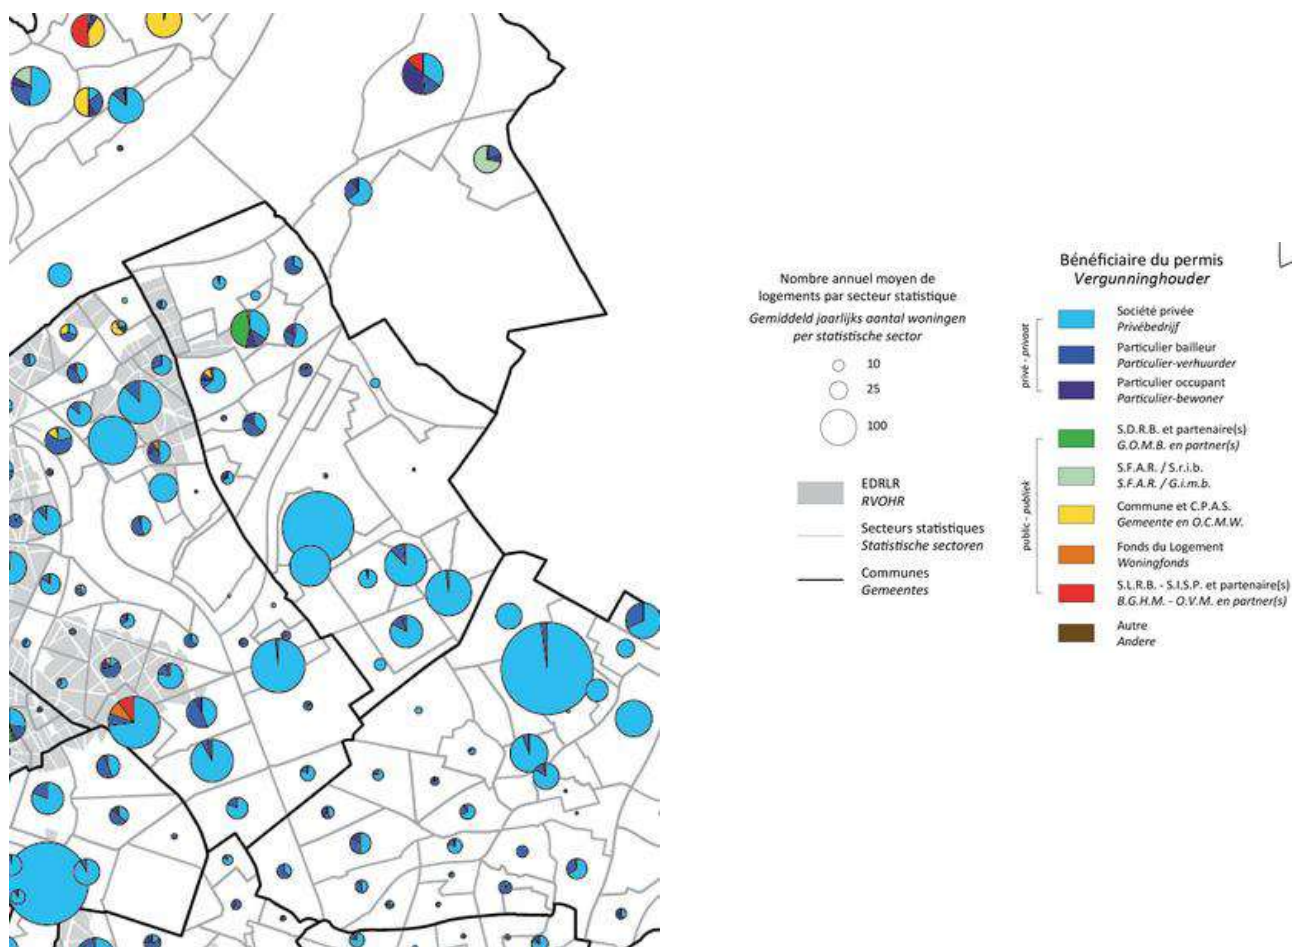 Nombre annuel moyen de
logements par secteur statistique
Gemiddeld jaarlijks aantal woningen
per statistische sector
10
25
100
EDRLR
RVOHR
Secteurs statistiques
Statistische sectoren
Communes
Gemeentes
Bénéficiaire du permis
Vergunninghouder
privé - privaat
Société privée
Privébedrijf
Particulier bailleur
Particulier-verhuurder
Particulier occupant
Particulier-bewoner
public - publiek
S.D.R.B. et partenaire(s)
G.O.M.B. en partner(s)
S.F.A.R. / S.r.i.b.
S.F.A.R. / G.i.m.b.
Commune et C.P.A.S.
Gemeente en O.C.M.W.
Fonds du Logement
Woningfonds
S.L.R.B. - S.I.S.P. et partenaire(s)
B.G.H.M. - O.V.M. en partner(s)
Autre
Andere